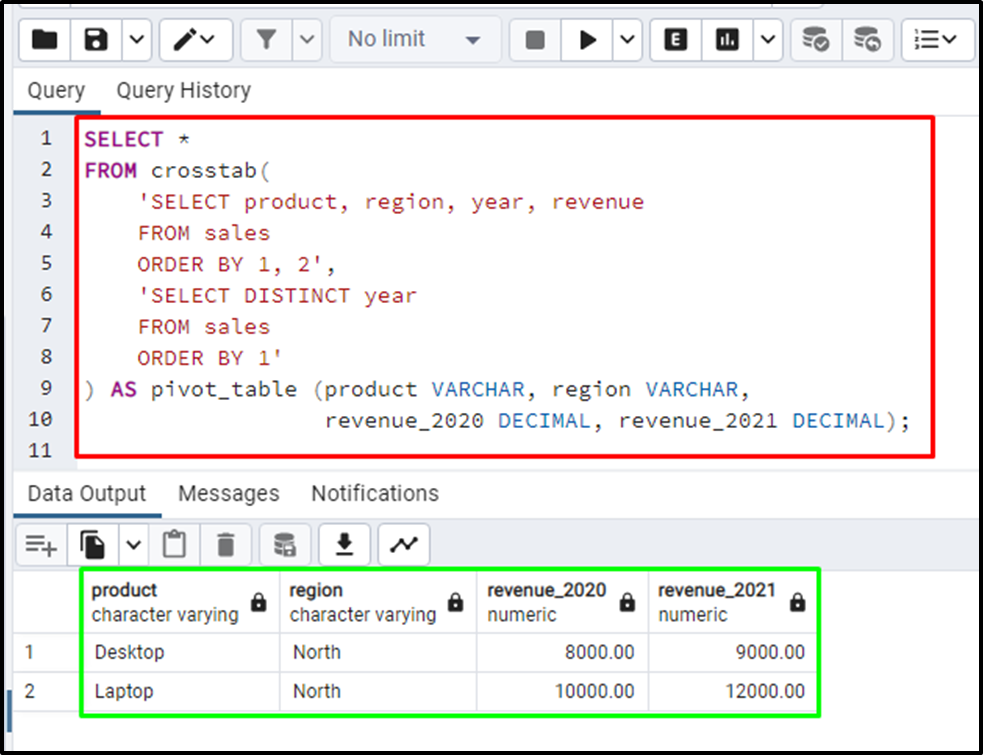 No limit
E
Query Query History
1 SELECT *
2 FROM crosstab(
3 'SELECT product, region, year, revenue
4 FROM sales
5 ORDER BY 1, 2',
6 'SELECT DISTINCT year
7 FROM sales
8 ORDER BY 1'
9 ) AS pivot_table (product VARCHAR, region VARCHAR,
10 revenue_2020 DECIMAL, revenue_2021 DECIMAL);
11
Data Output Messages Notifications
product region revenue_2020 revenue_2021
character varying character varying numeric numeric
1 Desktop North 8000.00 9000.00
2 Laptop North 10000.00 12000.00